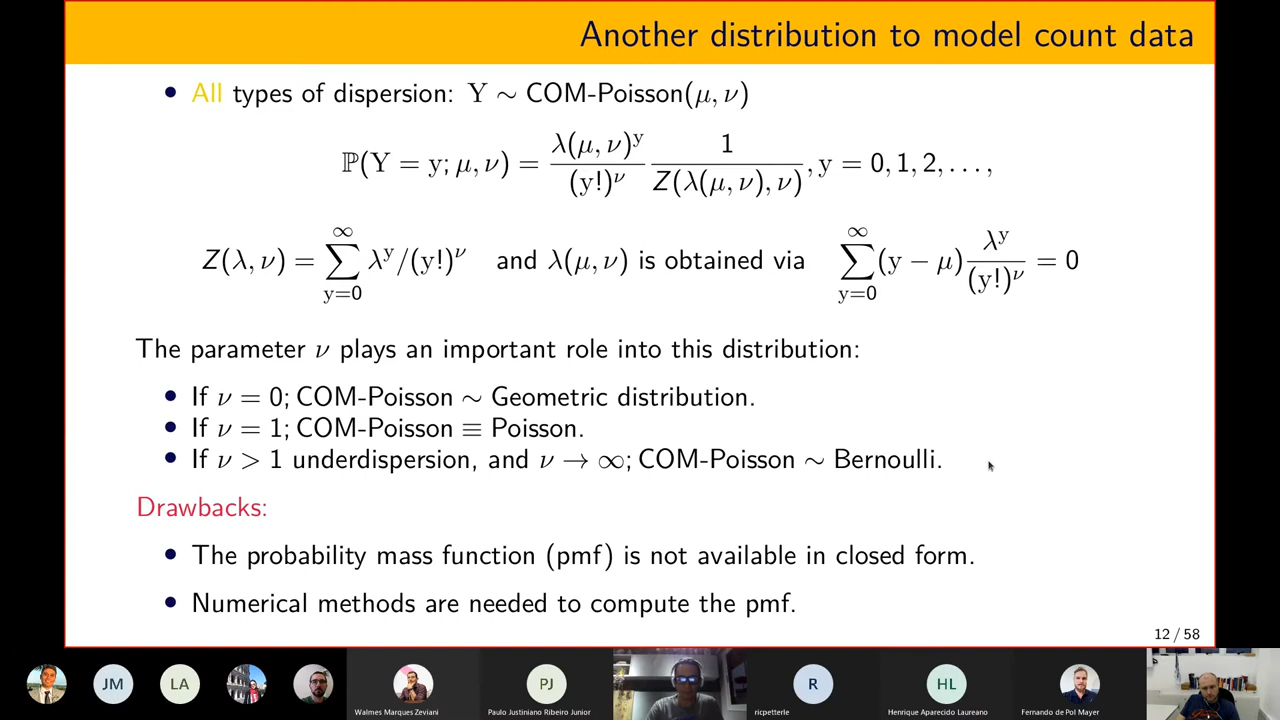 Another distribution to model count data
• All types of dispersion: Y ∼ COM-Poisson(μ, ν)
ℙ(Y = y; μ, ν) = λ(μ, ν)^y / (y!)^ν 1 / Z(λ(μ, ν), ν), y = 0, 1, 2, . . . ,
Z(λ, ν) = ∑_{y=0}^{∞} λ^y/(y!)^ν and λ(μ, ν) is obtained via ∑_{y=0}^{∞} (y − μ) λ^y / (y!)^ν = 0
The parameter ν plays an important role into this distribution:
• If ν = 0; COM-Poisson ∼ Geometric distribution.
• If ν = 1; COM-Poisson ≡ Poisson.
• If ν > 1 underdispersion, and ν → ∞; COM-Poisson ∼ Bernoulli.
Drawbacks:
• The probability mass function (pmf) is not available in closed form.
• Numerical methods are needed to compute the pmf.
12 / 58
JM
LA
PJ
R
HL
Walmes Marques Zeviani
Paulo Justiniano Ribeiro Junior
ricpetterle
Henrique Aparecido Laureano
Fernando de Pol Mayer